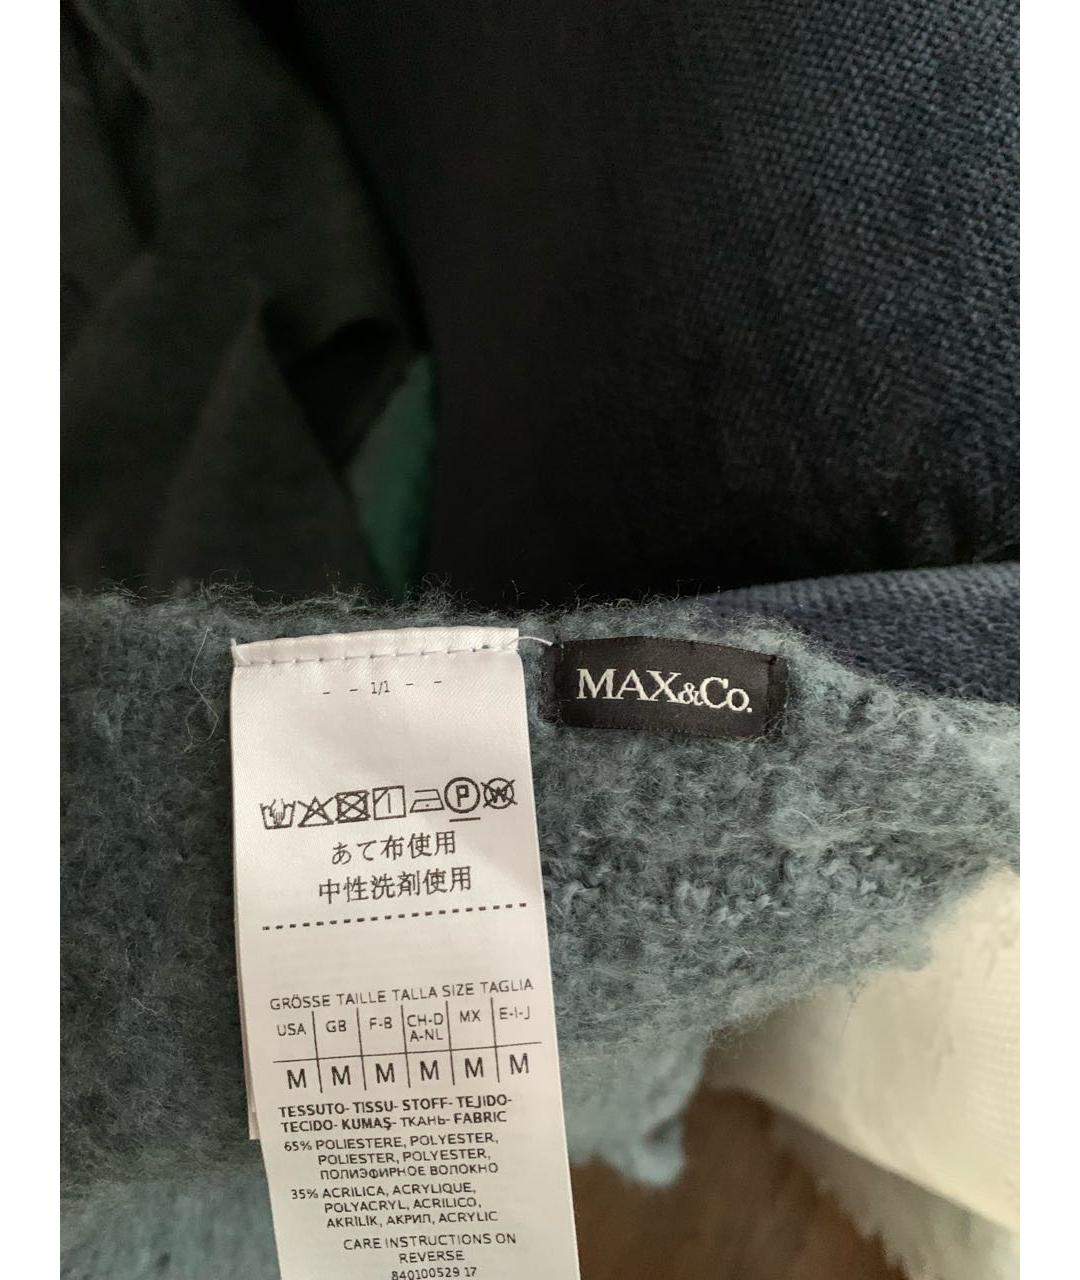 - - 1/1 - -
MAX&Co.
P W
あて布使用
中性洗剤使用
GRÖSSE TAILLE TALLA SIZE TAGLIA
USA GB F-B CH-D A-NL MX E-I-J
M M M M M M
TESSUTO- TISSU- STOFF- TEJIDO-
TECIDO- KUMAŞ- ТКАНЬ- FABRIC
65% POLIESTERE, POLYESTER,
POLIESTER, POLYESTER,
ПОЛИЭФИРНОЕ ВОЛОКНО
35% ACRILICA, ACRYLIQUE,
POLYACRYL, ACRILICO,
AKRİLİK, АКРИЛ, ACRYLIC
CARE INSTRUCTIONS ON
REVERSE
840100529 17